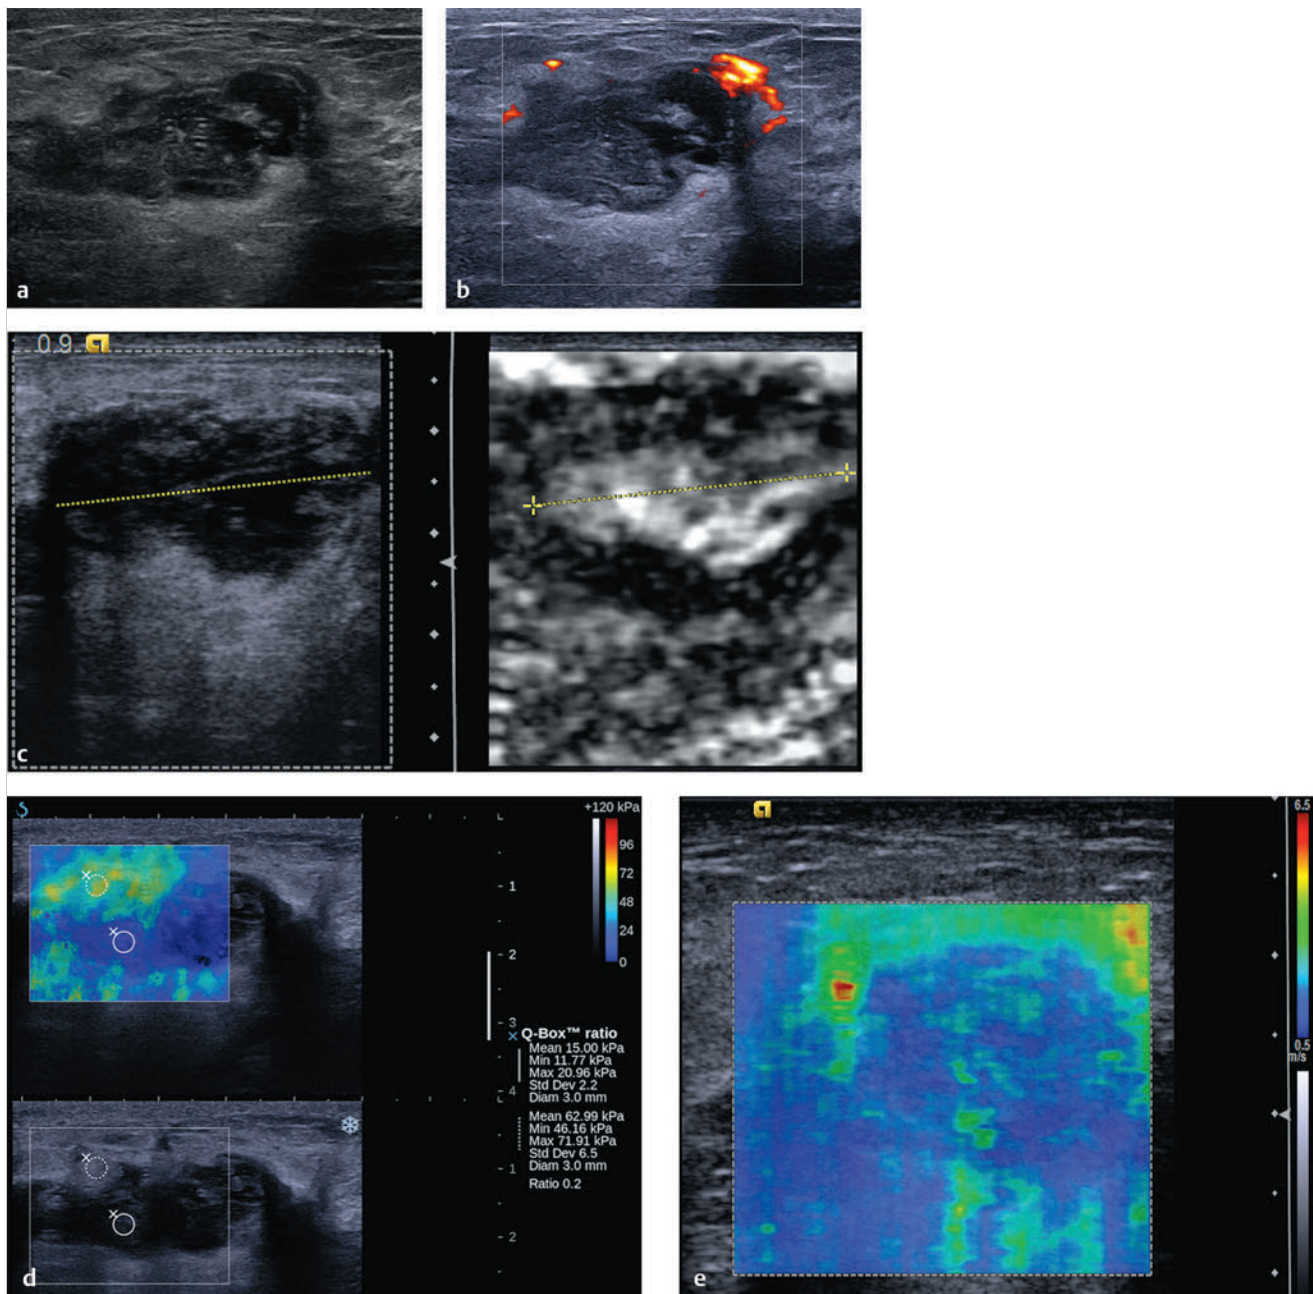 a
b
0.9
c
+120 kPa
96
72
48
24
0
1
2
3
4
Q-Box™ ratio
Mean 15.00 kPa
Min 11.77 kPa
Max 20.96 kPa
Std Dev 2.2
Diam 3.0 mm
Mean 62.99 kPa
Min 46.16 kPa
Max 71.91 kPa
Std Dev 6.5
Diam 3.0 mm
Ratio 0.2
1
2
d
6.5
0.5
m/s
e